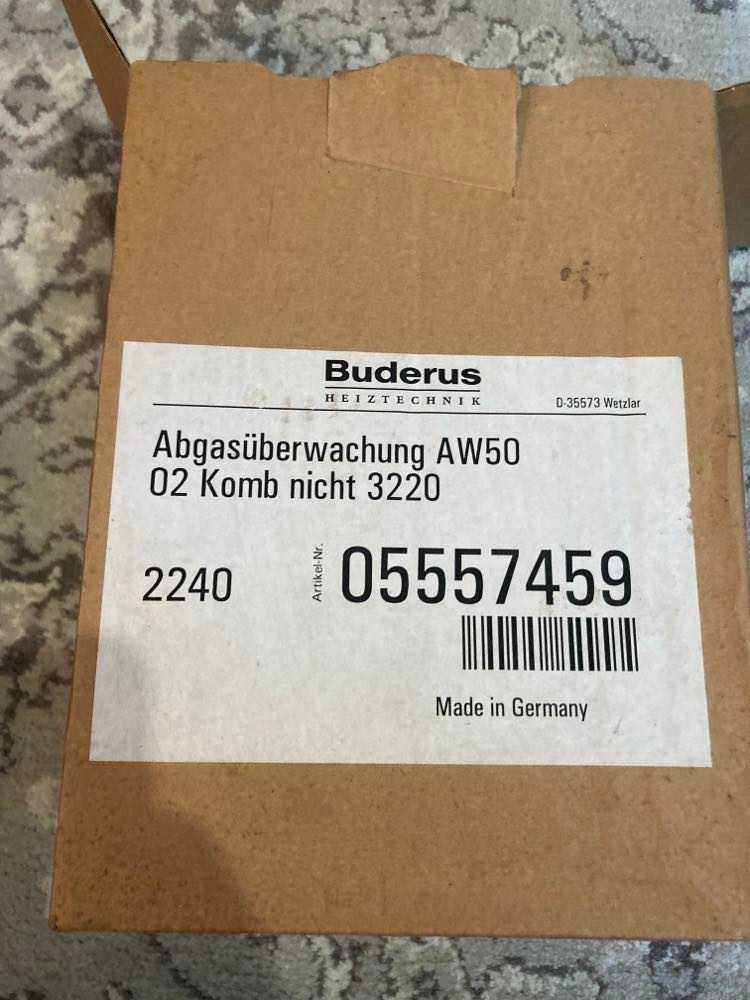 Buderus
HEIZTECHNIK
D-35573 Wetzlar
Abgasüberwachung AW50
02 Komb nicht 3220
2240
Artikel-Nr.
05557459
Made in Germany